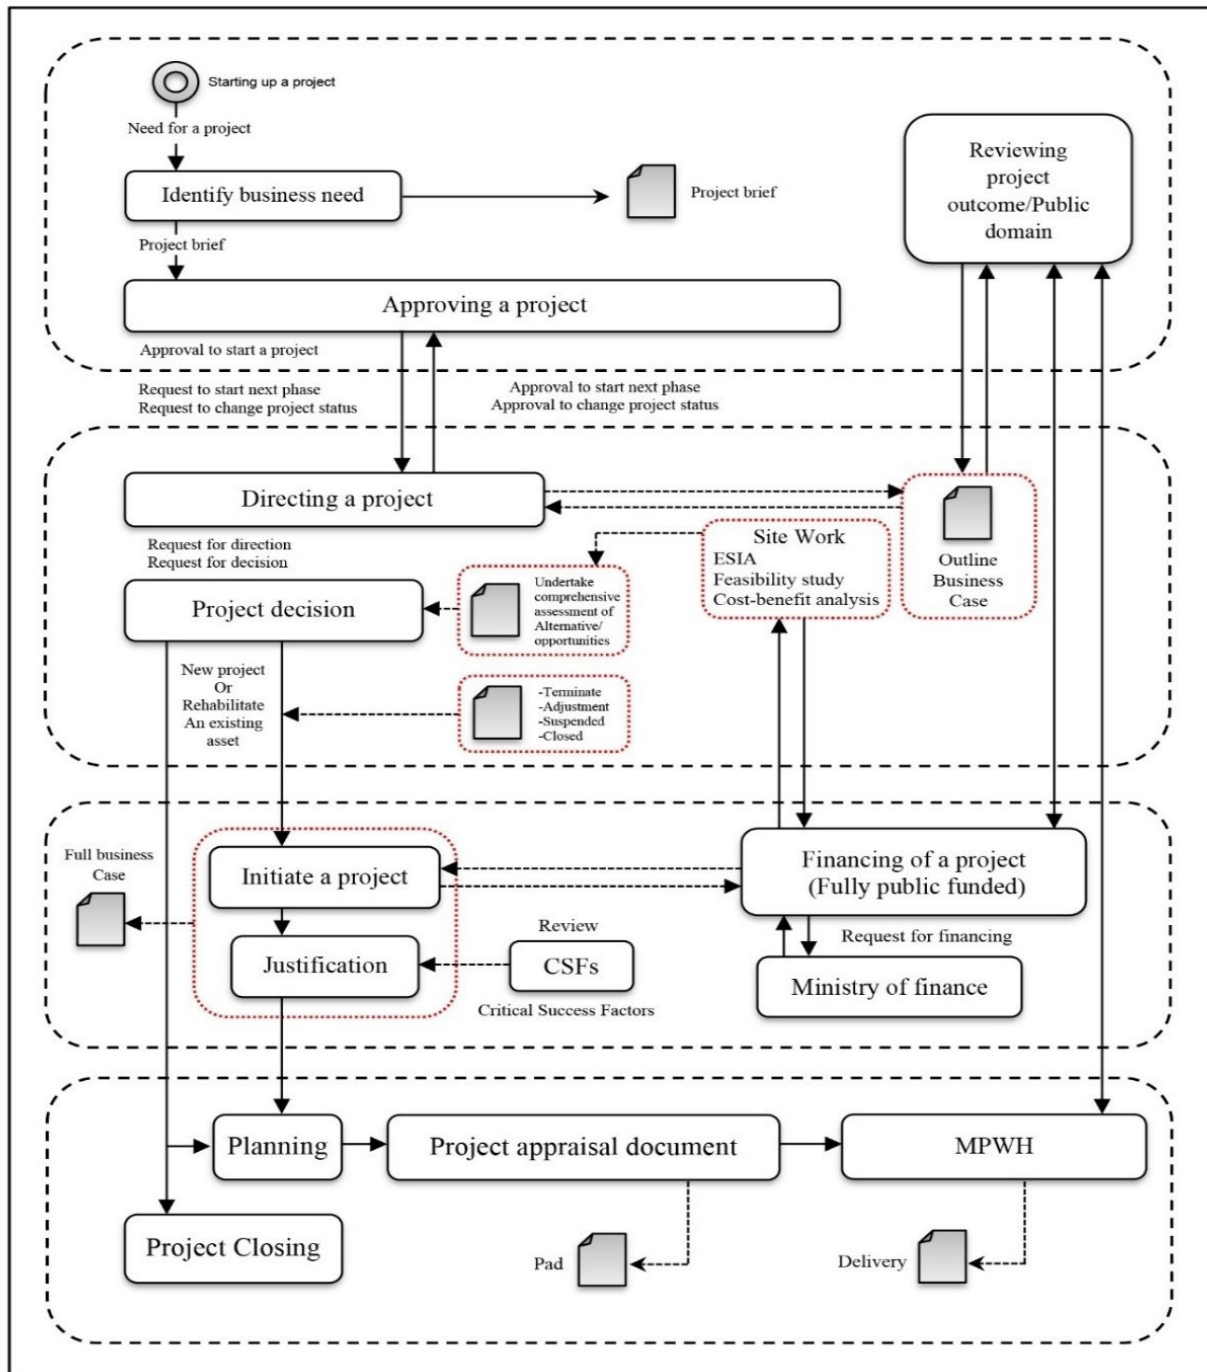 Starting up a project
Need for a project
Identify business need
Project brief
Project brief
Approving a project
Approval to start a project
Reviewing
project
outcome/Public
domain
Request to start next phase
Request to change project status
Approval to start next phase
Approval to change project status
Directing a project
Request for direction
Request for decision
Project decision
Undertake
comprehensive
assessment of
Alternative/
opportunities
Site Work
ESIA
Feasibility study
Cost-benefit analysis
Outline
Business
Case
New project
Or
Rehabilitate
An existing
asset
-Terminate
-Adjustment
-Suspended
-Closed
Full business
Case
Initiate a project
Justification
Review
CSFs
Critical Success Factors
Financing of a project
(Fully public funded)
Request for financing
Ministry of finance
Planning
Project appraisal document
MPWH
Project Closing
Pad
Delivery